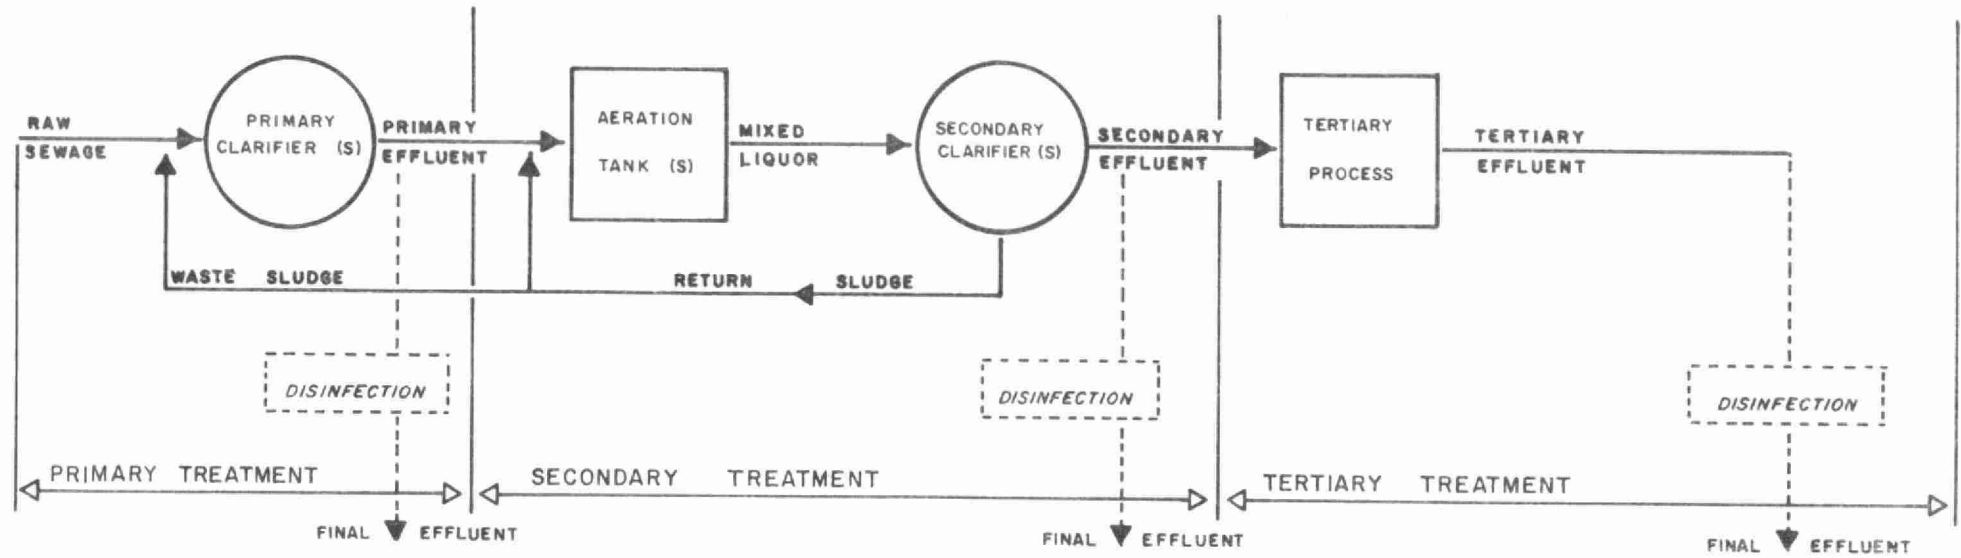 RAW
SEWAGE
PRIMARY
CLARIFIER (S)
PRIMARY
EFFLUENT
AERATION
TANK (S)
MIXED
LIQUOR
SECONDARY
CLARIFIER (S)
SECONDARY
EFFLUENT
TERTIARY
PROCESS
TERTIARY
EFFLUENT
WASTE SLUDGE
RETURN SLUDGE
DISINFECTION
DISINFECTION
DISINFECTION
PRIMARY TREATMENT
SECONDARY TREATMENT
TERTIARY TREATMENT
FINAL EFFLUENT
FINAL EFFLUENT
FINAL EFFLUENT